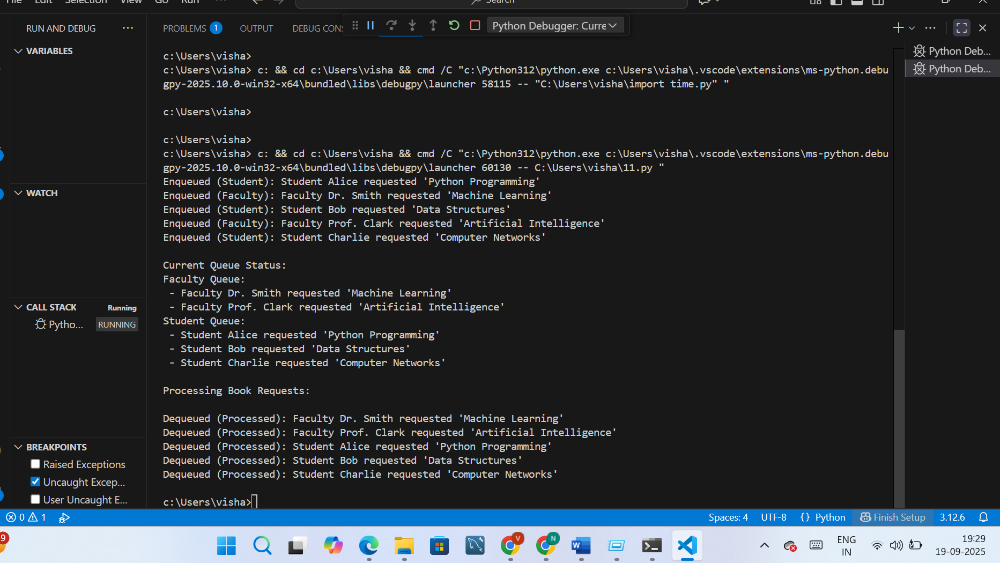 File Edit Selection View Go Run ...
Search
RUN AND DEBUG ...
PROBLEMS 1 OUTPUT DEBUG CONS
Python Debugger: Curre
VARIABLES
WATCH
CALL STACK Running
Pytho... RUNNING
BREAKPOINTS
Raised Exceptions
Uncaught Excep...
User Uncaught E...
c:\Users\visha>
c:\Users\visha> c: && cd c:\Users\visha && cmd /C "c:\Python312\python.exe c:\Users\visha\.vscode\extensions\ms-python.debu
gpy-2025.10.0-win32-x64\bundled\libs\debugpy\launcher 58115 -- "C:\Users\visha\import time.py" "
c:\Users\visha>
c:\Users\visha>
c:\Users\visha> c: && cd c:\Users\visha && cmd /C "c:\Python312\python.exe c:\Users\visha\.vscode\extensions\ms-python.debu
gpy-2025.10.0-win32-x64\bundled\libs\debugpy\launcher 60130 -- C:\Users\visha\11.py "
Enqueued (Student): Student Alice requested 'Python Programming'
Enqueued (Faculty): Faculty Dr. Smith requested 'Machine Learning'
Enqueued (Student): Student Bob requested 'Data Structures'
Enqueued (Faculty): Faculty Prof. Clark requested 'Artificial Intelligence'
Enqueued (Student): Student Charlie requested 'Computer Networks'
Current Queue Status:
Faculty Queue:
- Faculty Dr. Smith requested 'Machine Learning'
- Faculty Prof. Clark requested 'Artificial Intelligence'
Student Queue:
- Student Alice requested 'Python Programming'
- Student Bob requested 'Data Structures'
- Student Charlie requested 'Computer Networks'
Processing Book Requests:
Dequeued (Processed): Faculty Dr. Smith requested 'Machine Learning'
Dequeued (Processed): Faculty Prof. Clark requested 'Artificial Intelligence'
Dequeued (Processed): Student Alice requested 'Python Programming'
Dequeued (Processed): Student Bob requested 'Data Structures'
Dequeued (Processed): Student Charlie requested 'Computer Networks'
c:\Users\visha>
Python Deb...
Python Deb...
0 1
Spaces: 4 UTF-8 {} Python Finish Setup 3.12.6
9
V
N
W
ENG
IN
19:29
19-09-2025